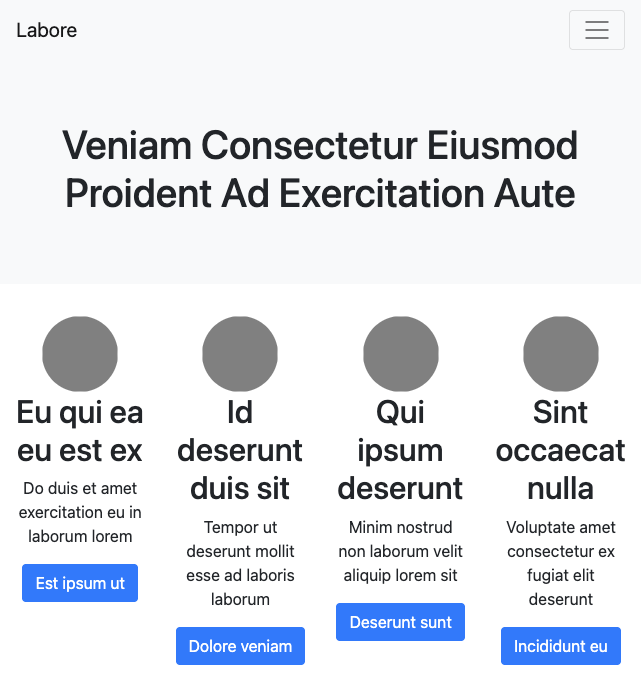 Labore
Veniam Consectetur Eiusmod
Proident Ad Exercitation Aute
Eu qui ea
eu est ex
Do duis et amet
exercitation eu in
laborum lorem
Est ipsum ut
Id
deserunt
duis sit
Tempor ut
deserunt mollit
esse ad laboris
laborum
Dolore veniam
Qui
ipsum
deserunt
Minim nostrud
non laborum velit
aliquip lorem sit
Deserunt sunt
Sint
occaecat
nulla
Voluptate amet
consectetur ex
fugiat elit
deserunt
Incididunt eu